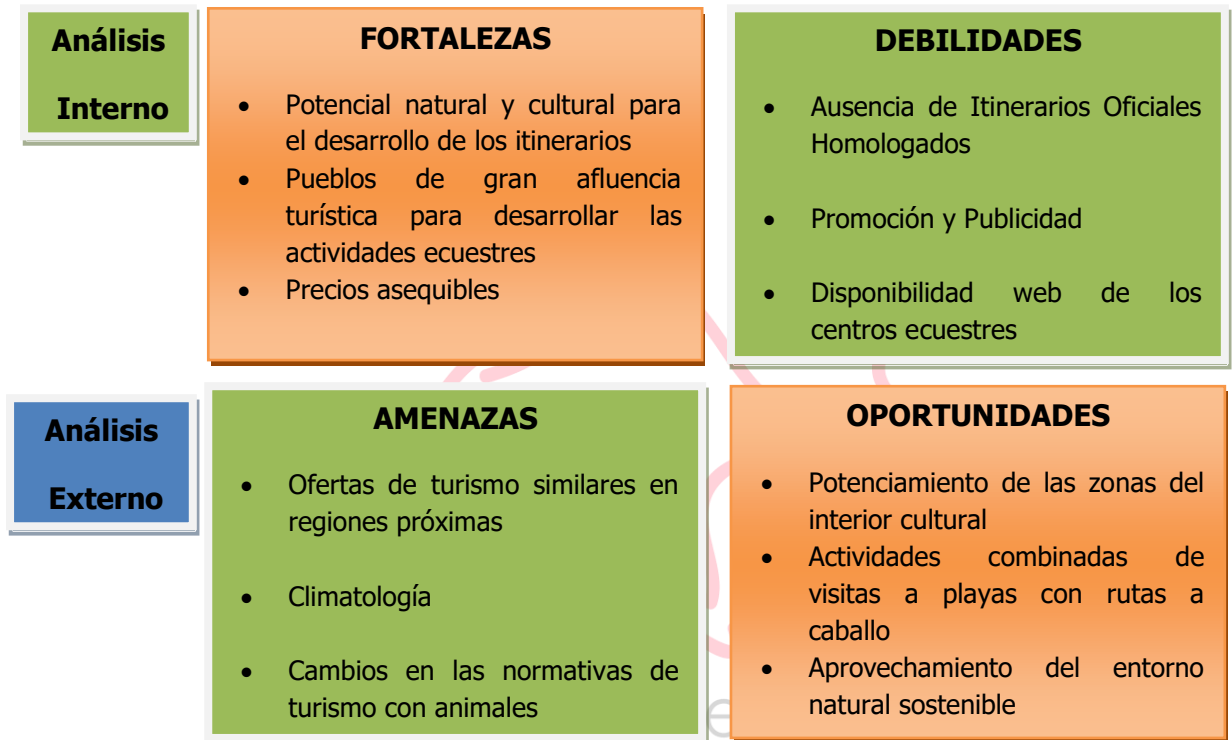 Análisis
Interno
FORTALEZAS
• Potencial natural y cultural para
el desarrollo de los itinerarios
• Pueblos de gran afluencia
turística para desarrollar las
actividades ecuestres
• Precios asequibles
DEBILIDADES
• Ausencia de Itinerarios Oficiales
Homologados
• Promoción y Publicidad
• Disponibilidad web de los
centros ecuestres
Análisis
Externo
AMENAZAS
• Ofertas de turismo similares en
regiones próximas
• Climatología
• Cambios en las normativas de
turismo con animales
OPORTUNIDADES
• Potenciamiento de las zonas del
interior cultural
• Actividades combinadas de
visitas a playas con rutas a
caballo
• Aprovechamiento del entorno
natural sostenible